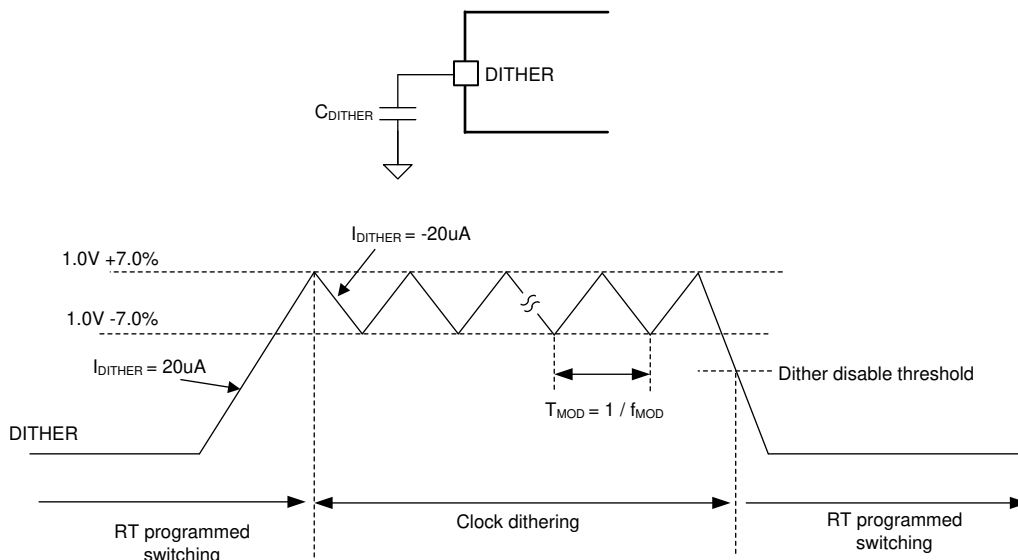 DITHER
CDITHER
IDITHER = -20uA
1.0V +7.0%
1.0V -7.0%
IDITHER = 20uA
Dither disable threshold
TMOD = 1 / fMOD
DITHER
RT programmed
switching
Clock dithering
RT programmed
switching